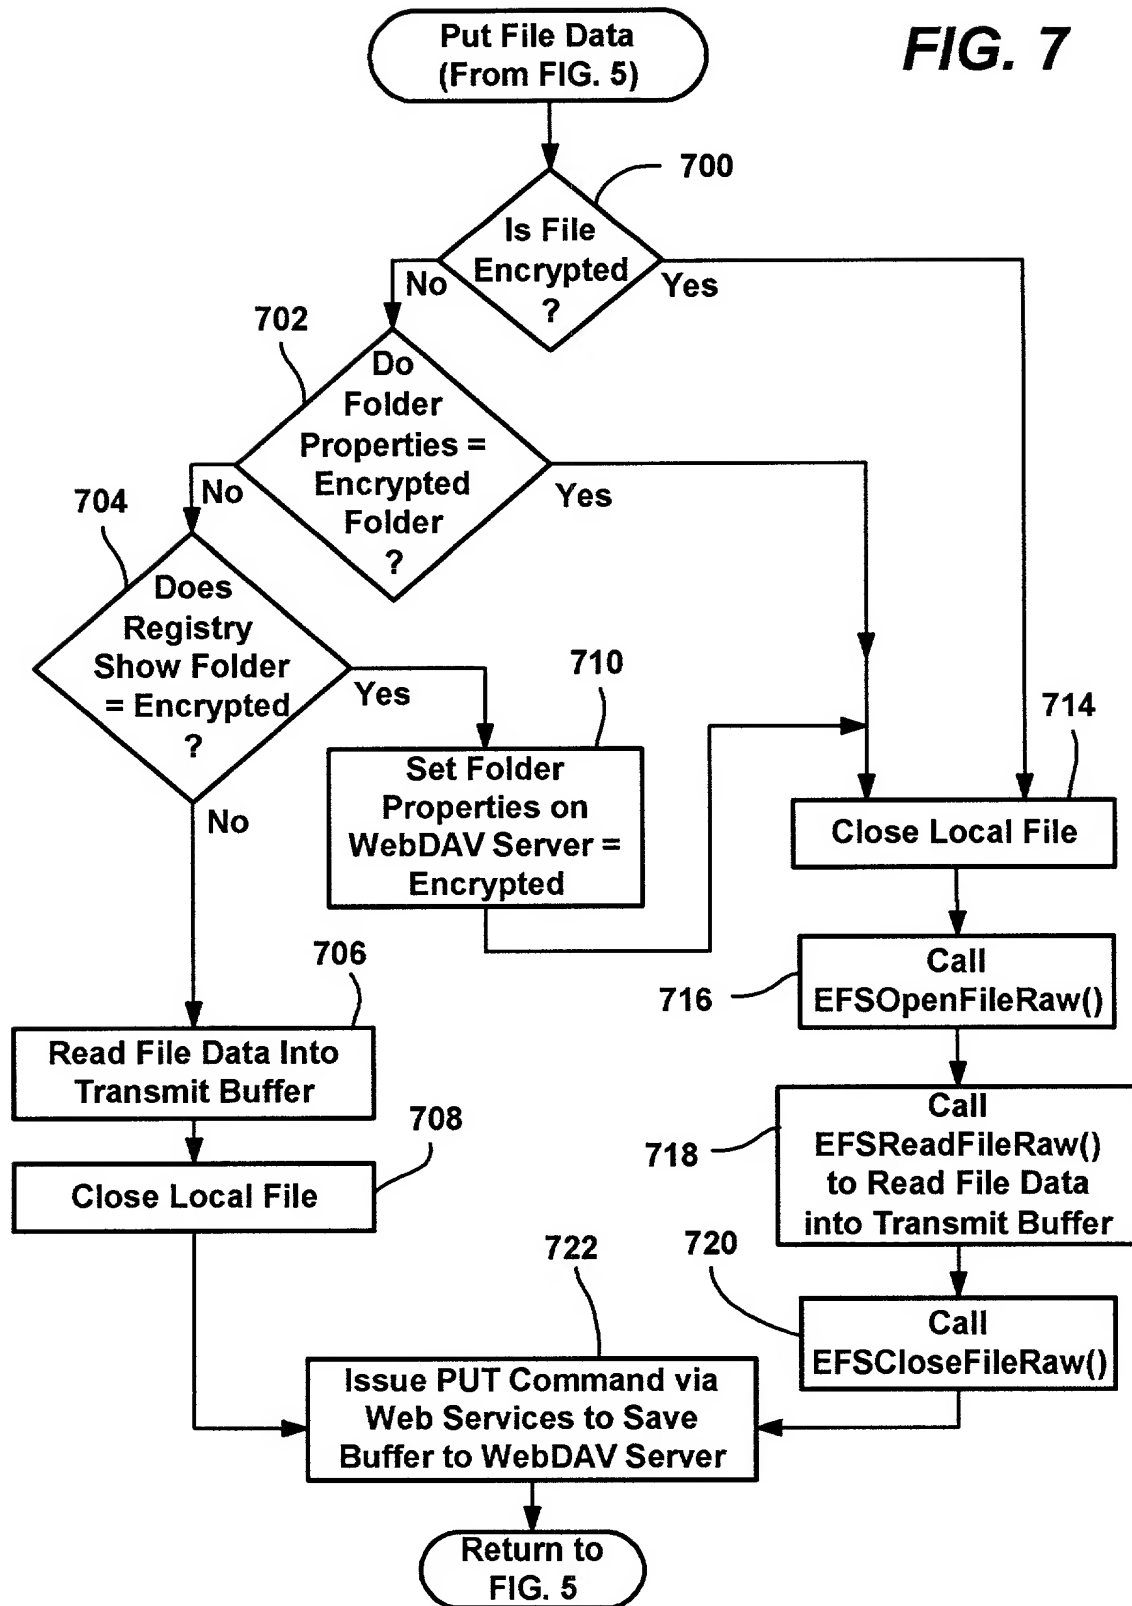 Put File Data
(From FIG. 5)
FIG. 7
700
Is File
Encrypted
?
No
Yes
702
Do
Folder
Properties =
Encrypted
Folder
?
No
Yes
704
Does
Registry
Show Folder
= Encrypted
?
Yes
No
710
Set Folder
Properties on
WebDAV Server =
Encrypted
714
Close Local File
716
Call
EFSOpenFileRaw()
706
Read File Data Into
Transmit Buffer
718
Call
EFSReadFileRaw()
to Read File Data
into Transmit Buffer
708
Close Local File
720
Call
EFSCloseFileRaw()
722
Issue PUT Command via
Web Services to Save
Buffer to WebDAV Server
Return to
FIG. 5